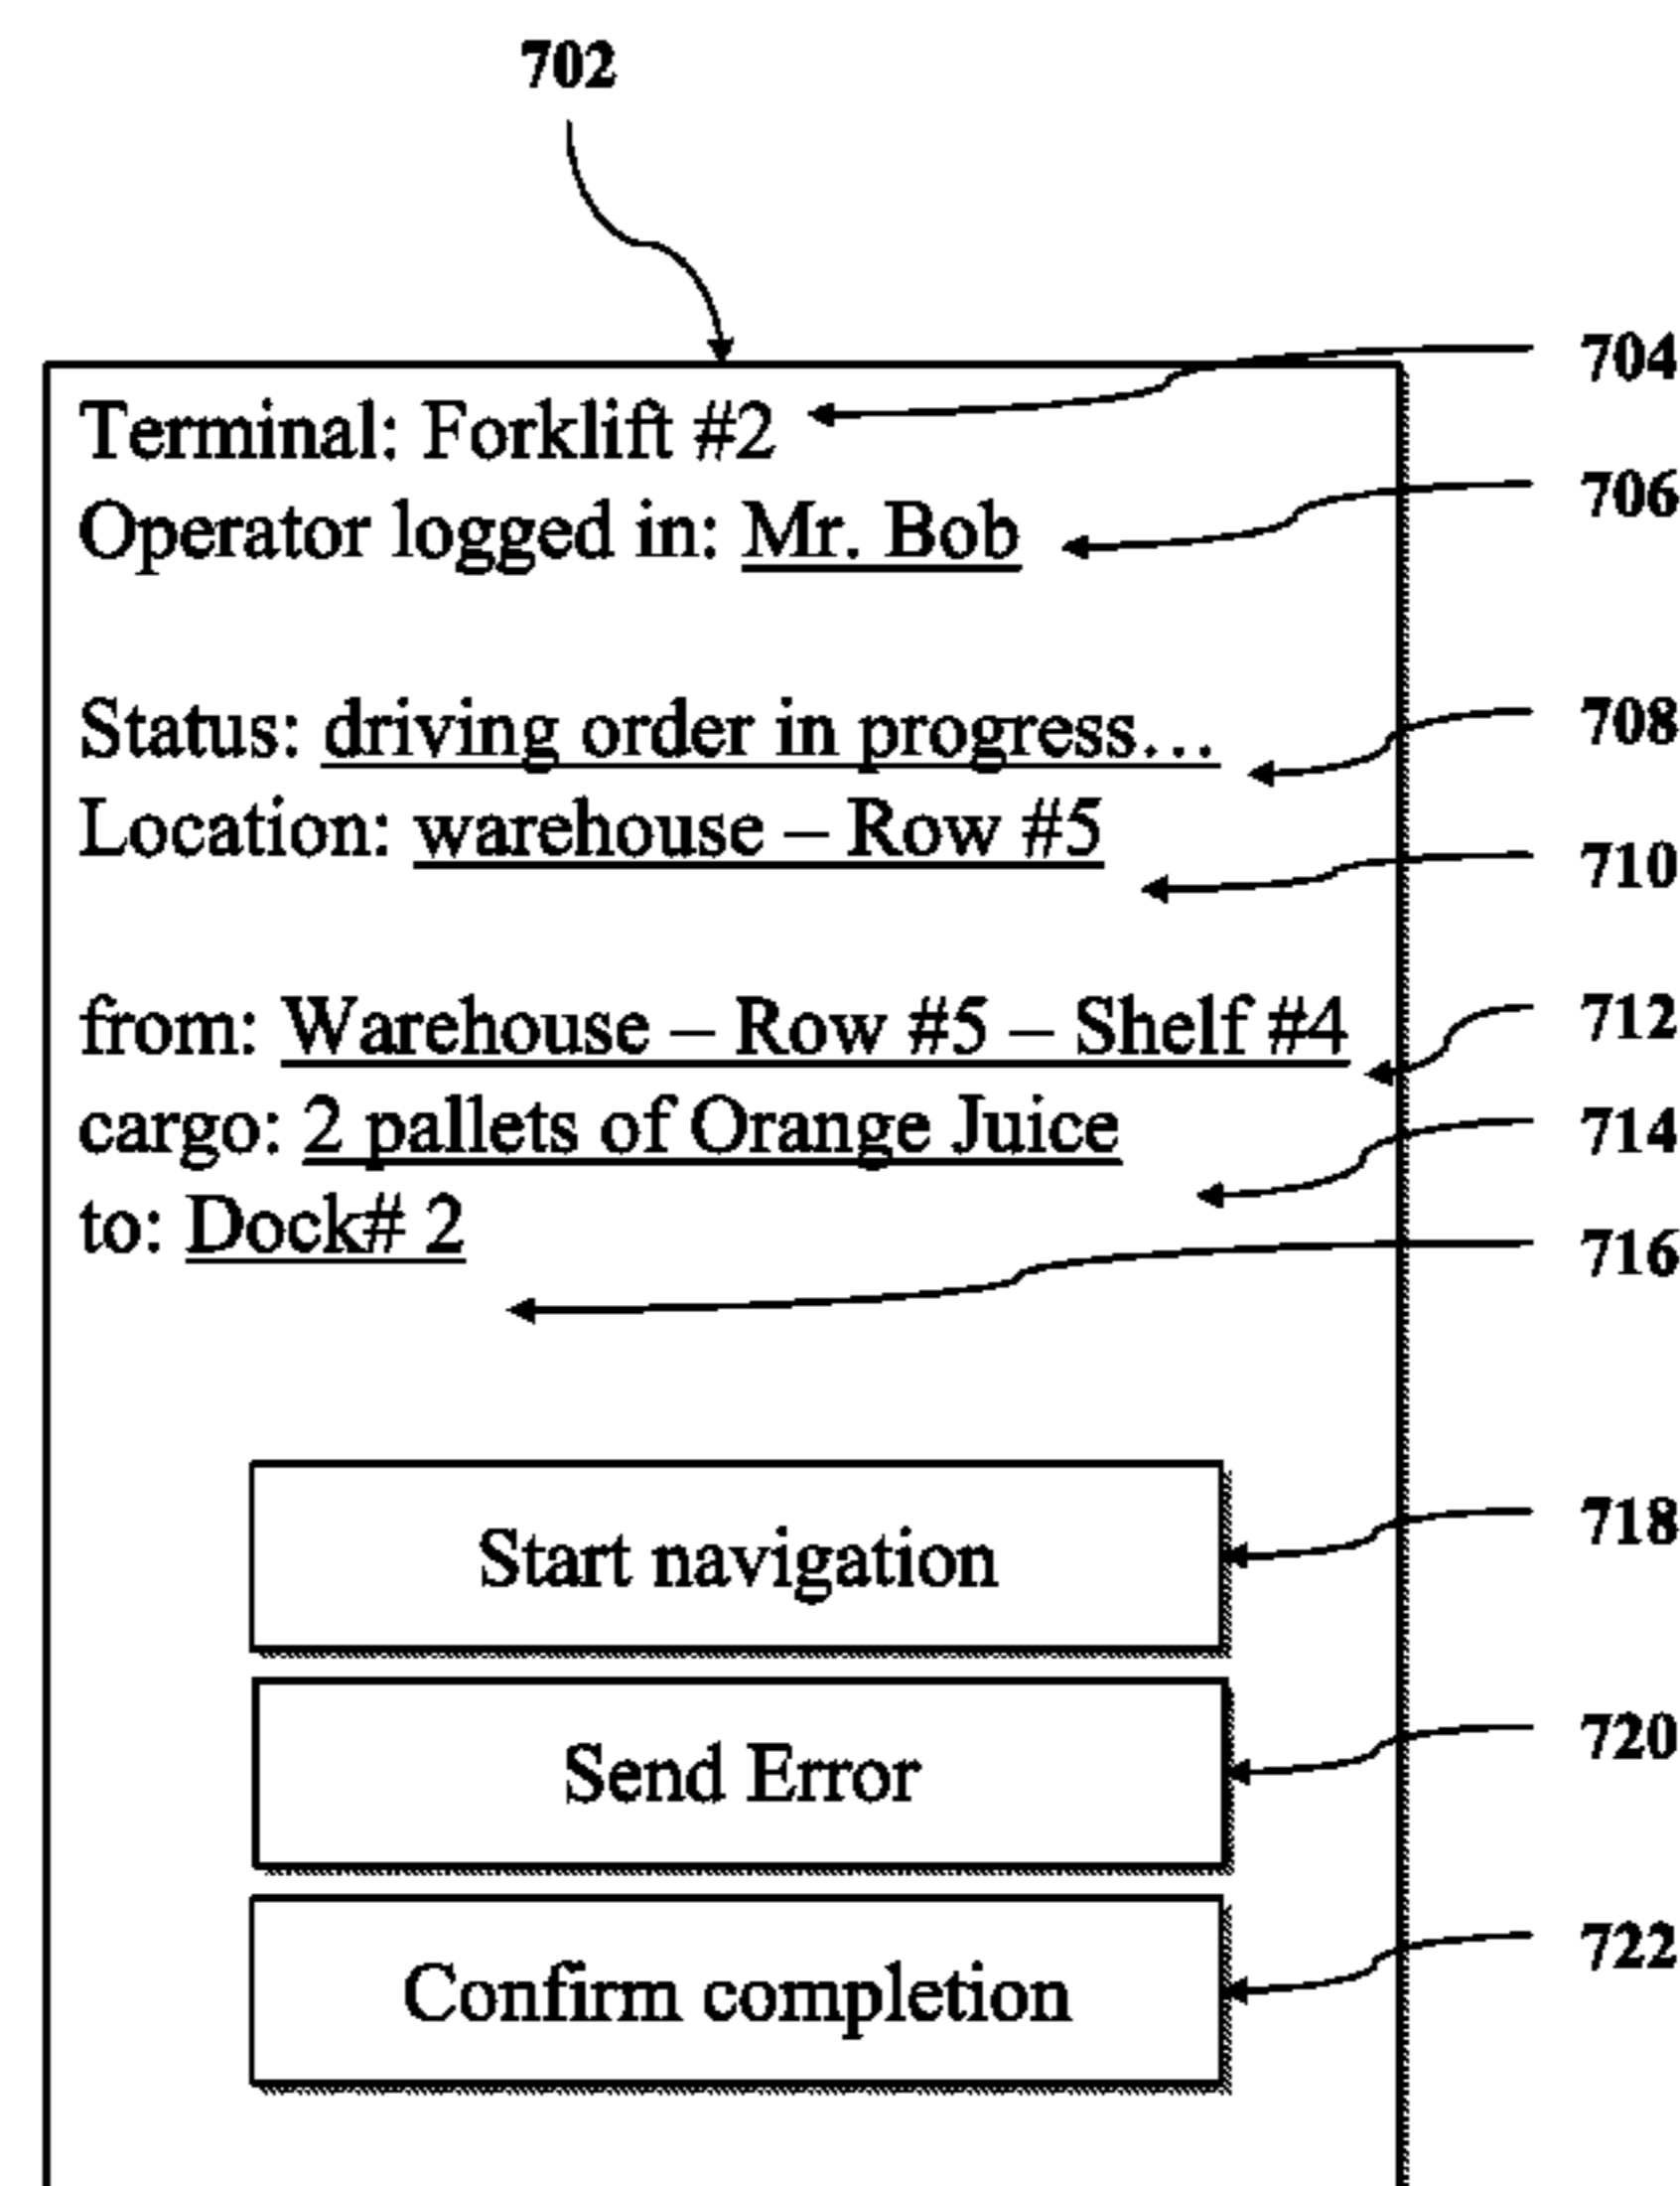 702
Terminal: Forklift #2
704
Operator logged in: Mr. Bob
706
Status: driving order in progress...
708
Location: warehouse – Row #5
710
from: Warehouse – Row #5 – Shelf #4
712
cargo: 2 pallets of Orange Juice
714
to: Dock# 2
716
Start navigation
718
Send Error
720
Confirm completion
722